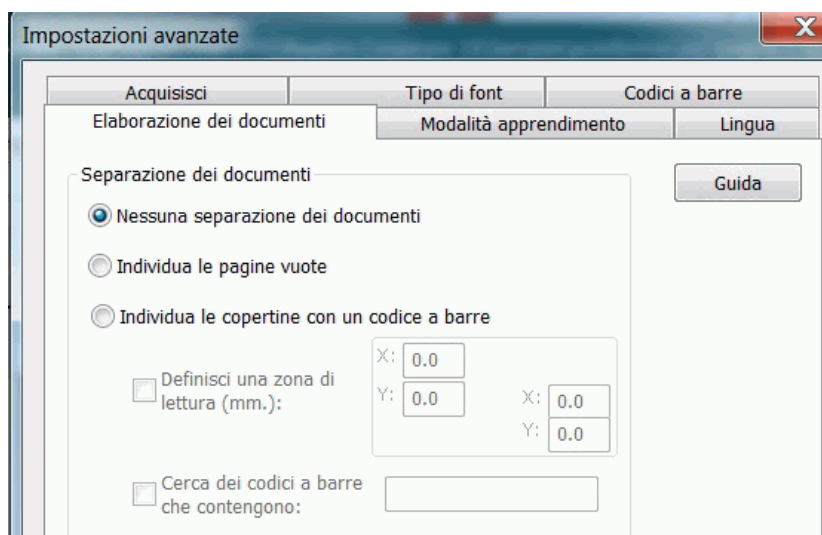 Impostazioni avanzate
Acquisisci Tipo di font Codici a barre
Elaborazione dei documenti Modalità apprendimento Lingua
Separazione dei documenti
Guida
Nessuna separazione dei documenti
Individua le pagine vuote
Individua le copertine con un codice a barre
Definisci una zona di
lettura (mm.):
X: 0.0
Y: 0.0
X: 0.0
Y: 0.0
Cerca dei codici a barre
che contengono: